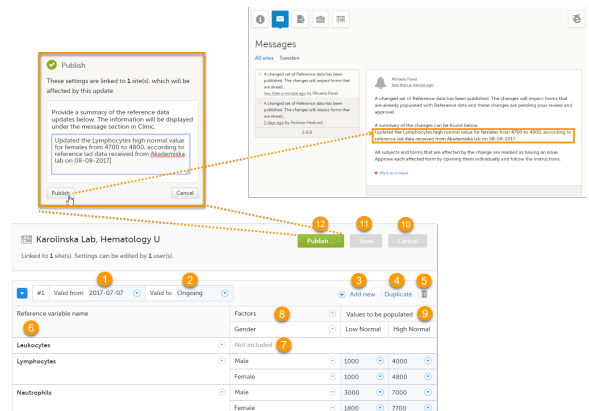 Publish
These settings are linked to 1 site(s), which will be
affected by this update.
Provide a summary of the reference data
updates below. The information will be displayed
under the message section in Clinic.
Updated the Lymphocytes high normal value
for females from 4700 to 4800, according to
reference lad data received from Akademiska
lab on 08-08-2017
Publish
Cancel
Messages
All sites Sweden
A changed set of Reference data has been
published. The changes will impact forms that
are alread...
less than a minute ago by Mihaela Pavel
A changed set of Reference data has been
published. The changes will impact forms that
are alread...
2 days ago by Andreas Hedlund
1-2/2
Mihaela Pavel
less than a minute ago
A changed set of Reference data has been published. The changes will impact forms that
are already populated with Reference data and these changes are pending your review and
approval.
A summary of the changes can be found below.
Updated the Lymphocytes high normal value for females from 4700 to 4800, according to
reference lad data received from Akademiska lab on 08-08-2017
All subjects and forms that are affected by the change are marked as having an issue.
Approve each affected form by opening them individually and follow the instructions.
Mark as unread
12 11 10
Karolinska Lab, Hematology U
Publish ... Save Cancel
Linked to 1 site(s). Settings can be edited by 1 user(s).
1 2 3 4 5
#1 Valid from 2017-07-07 Valid to Ongoing Add new Duplicate
Reference variable name Factors 8 Values to be populated 9
6 Gender Low Normal High Normal
Leukocytes Not included 7
Lymphocytes Male 1000 4000
Female 1000 4800
Neutrophils Male 3000 7000
Female 1800 7700